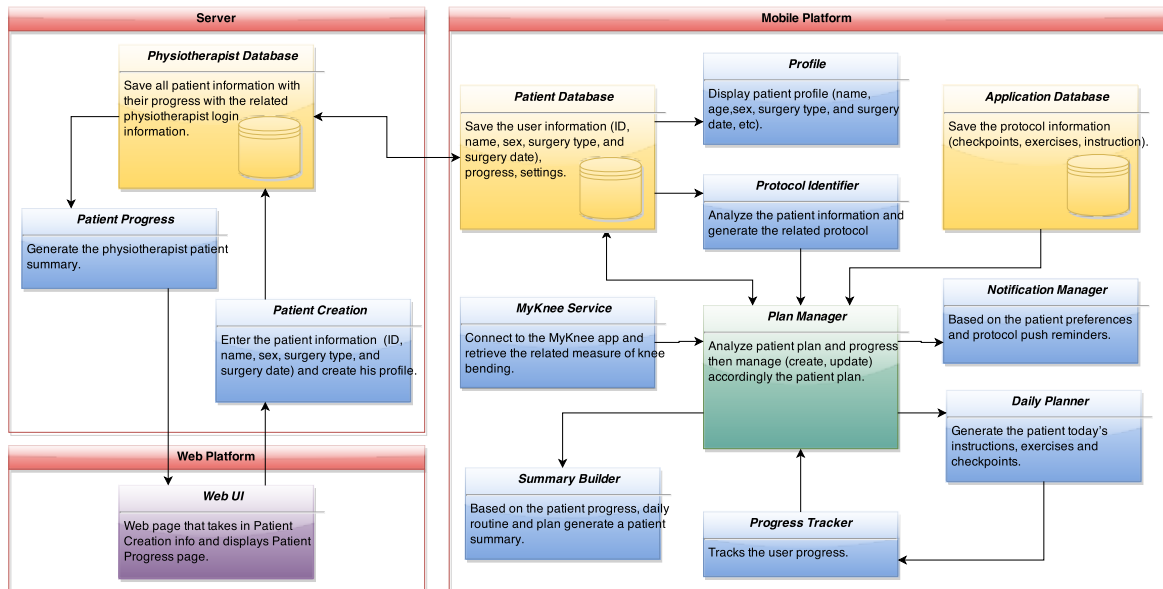 Server
Physiotherapist Database
Save all patient information with
their progress with the related
physiotherapist login
information.
Patient Progress
Generate the physiotherapist patient
summary.
Patient Creation
Enter the patient information (ID,
name, sex, surgery type, and
surgery date) and create his profile.
Web Platform
Web UI
Web page that takes in Patient
Creation info and displays Patient
Progress page.
Mobile Platform
Patient Database
Save the user information (ID,
name, sex, surgery type, and
surgery date),
progress, settings.
Profile
Display patient profile (name,
age,sex, surgery type, and surgery
date, etc).
Application Database
Save the protocol information
(checkpoints, exercises, instruction).
Protocol Identifier
Analyze the patient information and
generate the related protocol
MyKnee Service
Connect to the MyKnee app and
retrieve the related measure of knee
bending.
Plan Manager
Analyze patient plan and progress
then manage (create, update)
accordingly the patient plan.
Notification Manager
Based on the patient preferences
and protocol push reminders.
Daily Planner
Generate the patient today's
instructions, exercises and
checkpoints.
Summary Builder
Based on the patient progress, daily
routine and plan generate a patient
summary.
Progress Tracker
Tracks the user progress.